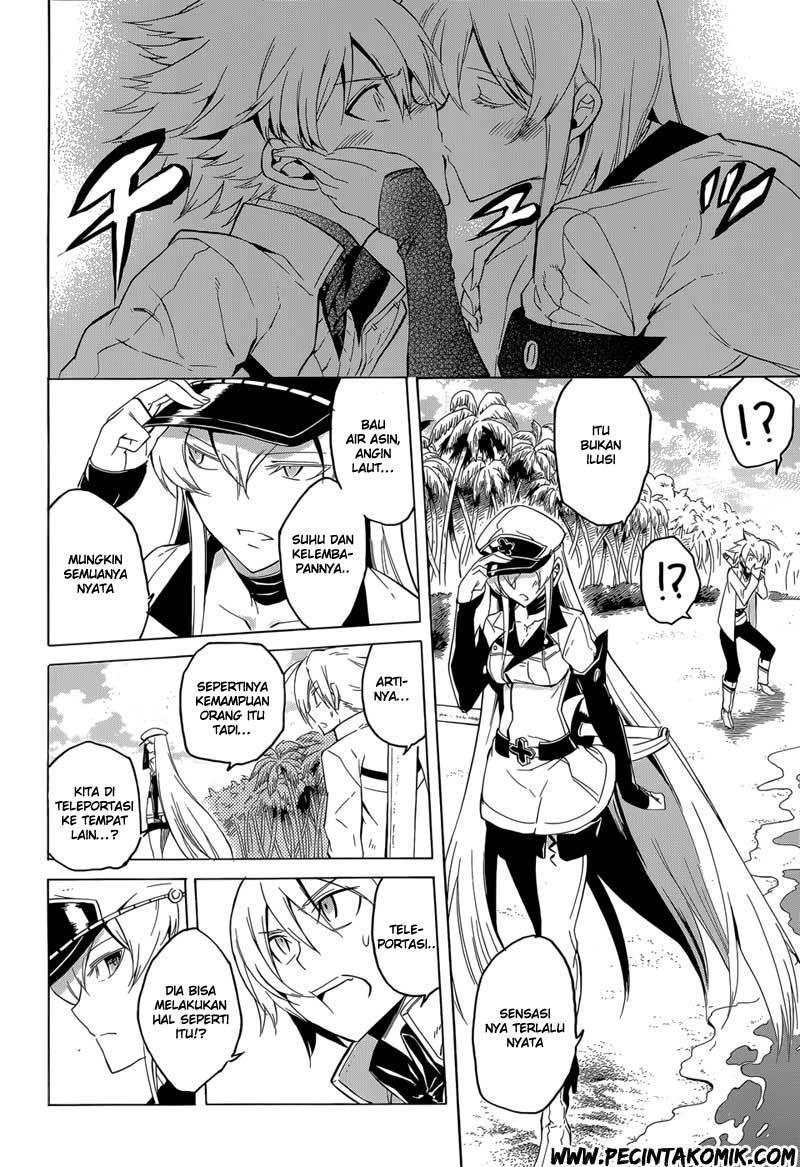 チュ
!?
ITU
BUKAN
ILUSI
!?
SENSASI
NYA TERLALU
NYATA
BAU
AIR ASIN,
ANGIN
LAUT...
SUHU DAN
KELEMBA-
PANNYA..
MUNGKIN
SEMUANYA
NYATA
ARTI-
NYA...
SEPERTINYA
KEMAMPUAN
ORANG ITU
TADI...
KITA DI
TELEPORTASI
KE TEMPAT
LAIN...?
TELE-
PORTASI..
DIA BISA
MELAKUKAN
HAL SEPERTI
ITU!?
WWW.PECINTAKOMIK.COM